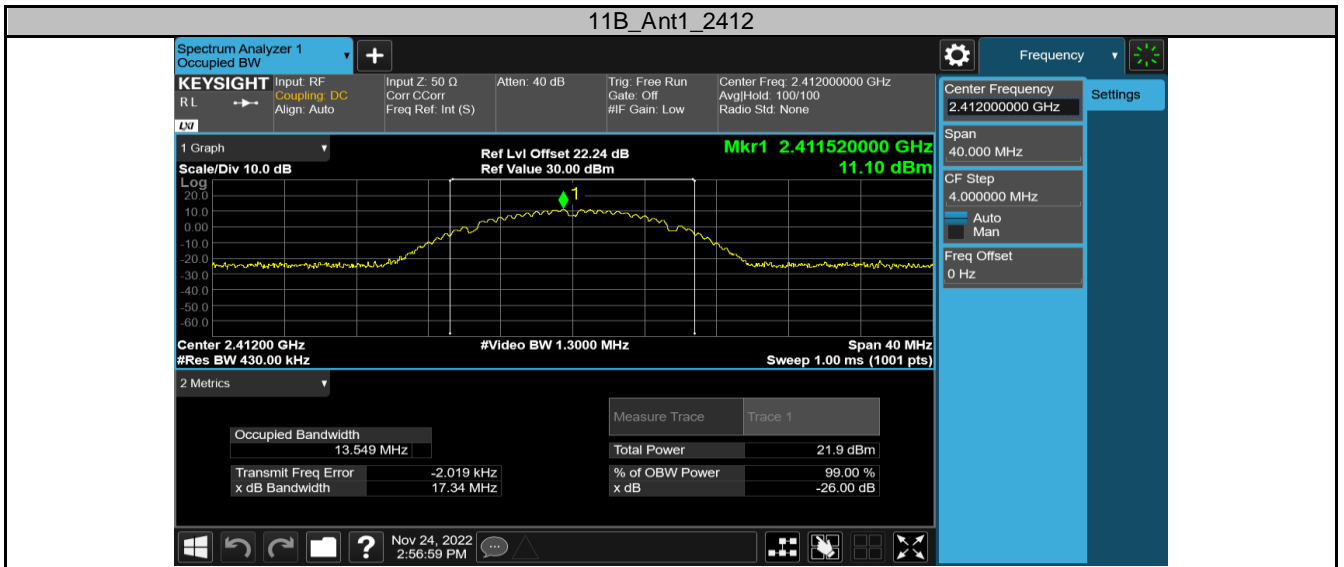 11B_Ant1_2412
Spectrum Analyzer 1
Occupied BW
+
Frequency
KEYSIGHT
R L
LXI
Input: RF
Coupling: DC
Align: Auto
Input Z: 50 Ω
Corr CCorr
Freq Ref: Int (S)
Atten: 40 dB
Trig: Free Run
Gate: Off
#IF Gain: Low
Center Freq: 2.412000000 GHz
Avg|Hold: 100/100
Radio Std: None
Center Frequency
2.412000000 GHz
Settings
Span
40.000 MHz
CF Step
4.000000 MHz
Auto
Man
Freq Offset
0 Hz
1 Graph
Scale/Div 10.0 dB
Ref Lvl Offset 22.24 dB
Ref Value 30.00 dBm
Mkr1 2.411520000 GHz
11.10 dBm
Log
20.0
10.0
0.00
-10.0
-20.0
-30.0
-40.0
-50.0
-60.0
1
Center 2.41200 GHz
#Res BW 430.00 kHz
#Video BW 1.3000 MHz
Span 40 MHz
Sweep 1.00 ms (1001 pts)
2 Metrics
Measure Trace Trace 1
Occupied Bandwidth
13.549 MHz
Total Power 21.9 dBm
Transmit Freq Error -2.019 kHz
% of OBW Power 99.00 %
x dB Bandwidth 17.34 MHz
x dB -26.00 dB
?
Nov 24, 2022
2:56:59 PM